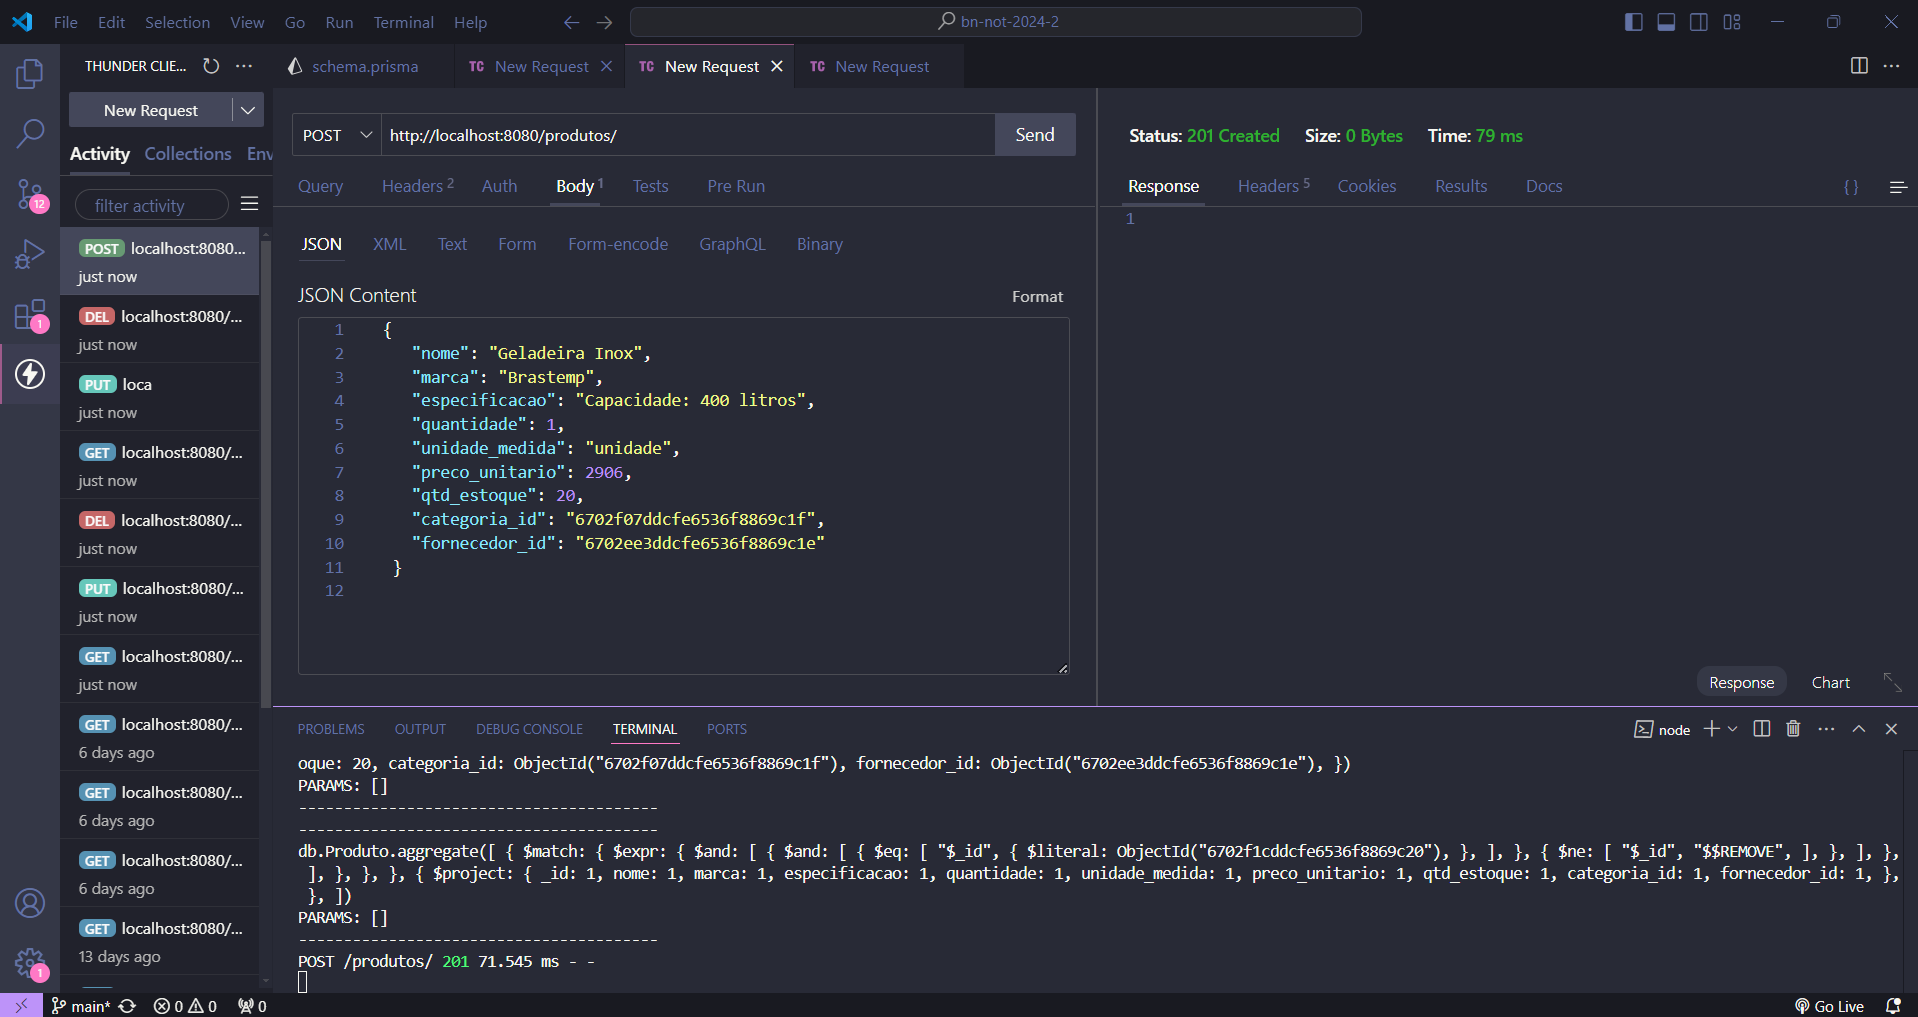 File Edit Selection View Go Run Terminal Help
bn-not-2024-2
THUNDER CLIE...
schema.prisma
TC New Request
TC New Request
TC New Request
New Request
Activity Collections Env
filter activity
POST localhost:8080...
just now
DEL localhost:8080/...
just now
PUT loca
just now
GET localhost:8080/...
just now
DEL localhost:8080/...
just now
PUT localhost:8080/...
just now
GET localhost:8080/...
just now
GET localhost:8080/...
6 days ago
GET localhost:8080/...
6 days ago
GET localhost:8080/...
6 days ago
GET localhost:8080/...
13 days ago
12
1
1
POST http://localhost:8080/produtos/ Send
Query Headers 2 Auth Body 1 Tests Pre Run
JSON XML Text Form Form-encode GraphQL Binary
JSON Content Format
1 {
2 "nome": "Geladeira Inox",
3 "marca": "Brastemp",
4 "especificacao": "Capacidade: 400 litros",
5 "quantidade": 1,
6 "unidade_medida": "unidade",
7 "preco_unitario": 2906,
8 "qtd_estoque": 20,
9 "categoria_id": "6702f07ddcfe6536f8869c1f",
10 "fornecedor_id": "6702ee3ddcfe6536f8869c1e"
11 }
12
Status: 201 Created Size: 0 Bytes Time: 79 ms
Response Headers 5 Cookies Results Docs { }
1
Response Chart
PROBLEMS OUTPUT DEBUG CONSOLE TERMINAL PORTS
node
oque: 20, categoria_id: ObjectId("6702f07ddcfe6536f8869c1f"), fornecedor_id: ObjectId("6702ee3ddcfe6536f8869c1e"), })
PARAMS: []
----------------------------------------
----------------------------------------
db.Produto.aggregate([ { $match: { $expr: { $and: [ { $and: [ { $eq: [ "$_id", { $literal: ObjectId("6702f1cddcfe6536f8869c20"), }, ], }, { $ne: [ "$_id", "$$REMOVE", ], }, ], },
], }, }, }, { $project: { _id: 1, nome: 1, marca: 1, especificacao: 1, quantidade: 1, unidade_medida: 1, preco_unitario: 1, qtd_estoque: 1, categoria_id: 1, fornecedor_id: 1, },
}, ])
PARAMS: []
----------------------------------------
POST /produtos/ 201 71.545 ms - -
main* 0 0 0 Go Live